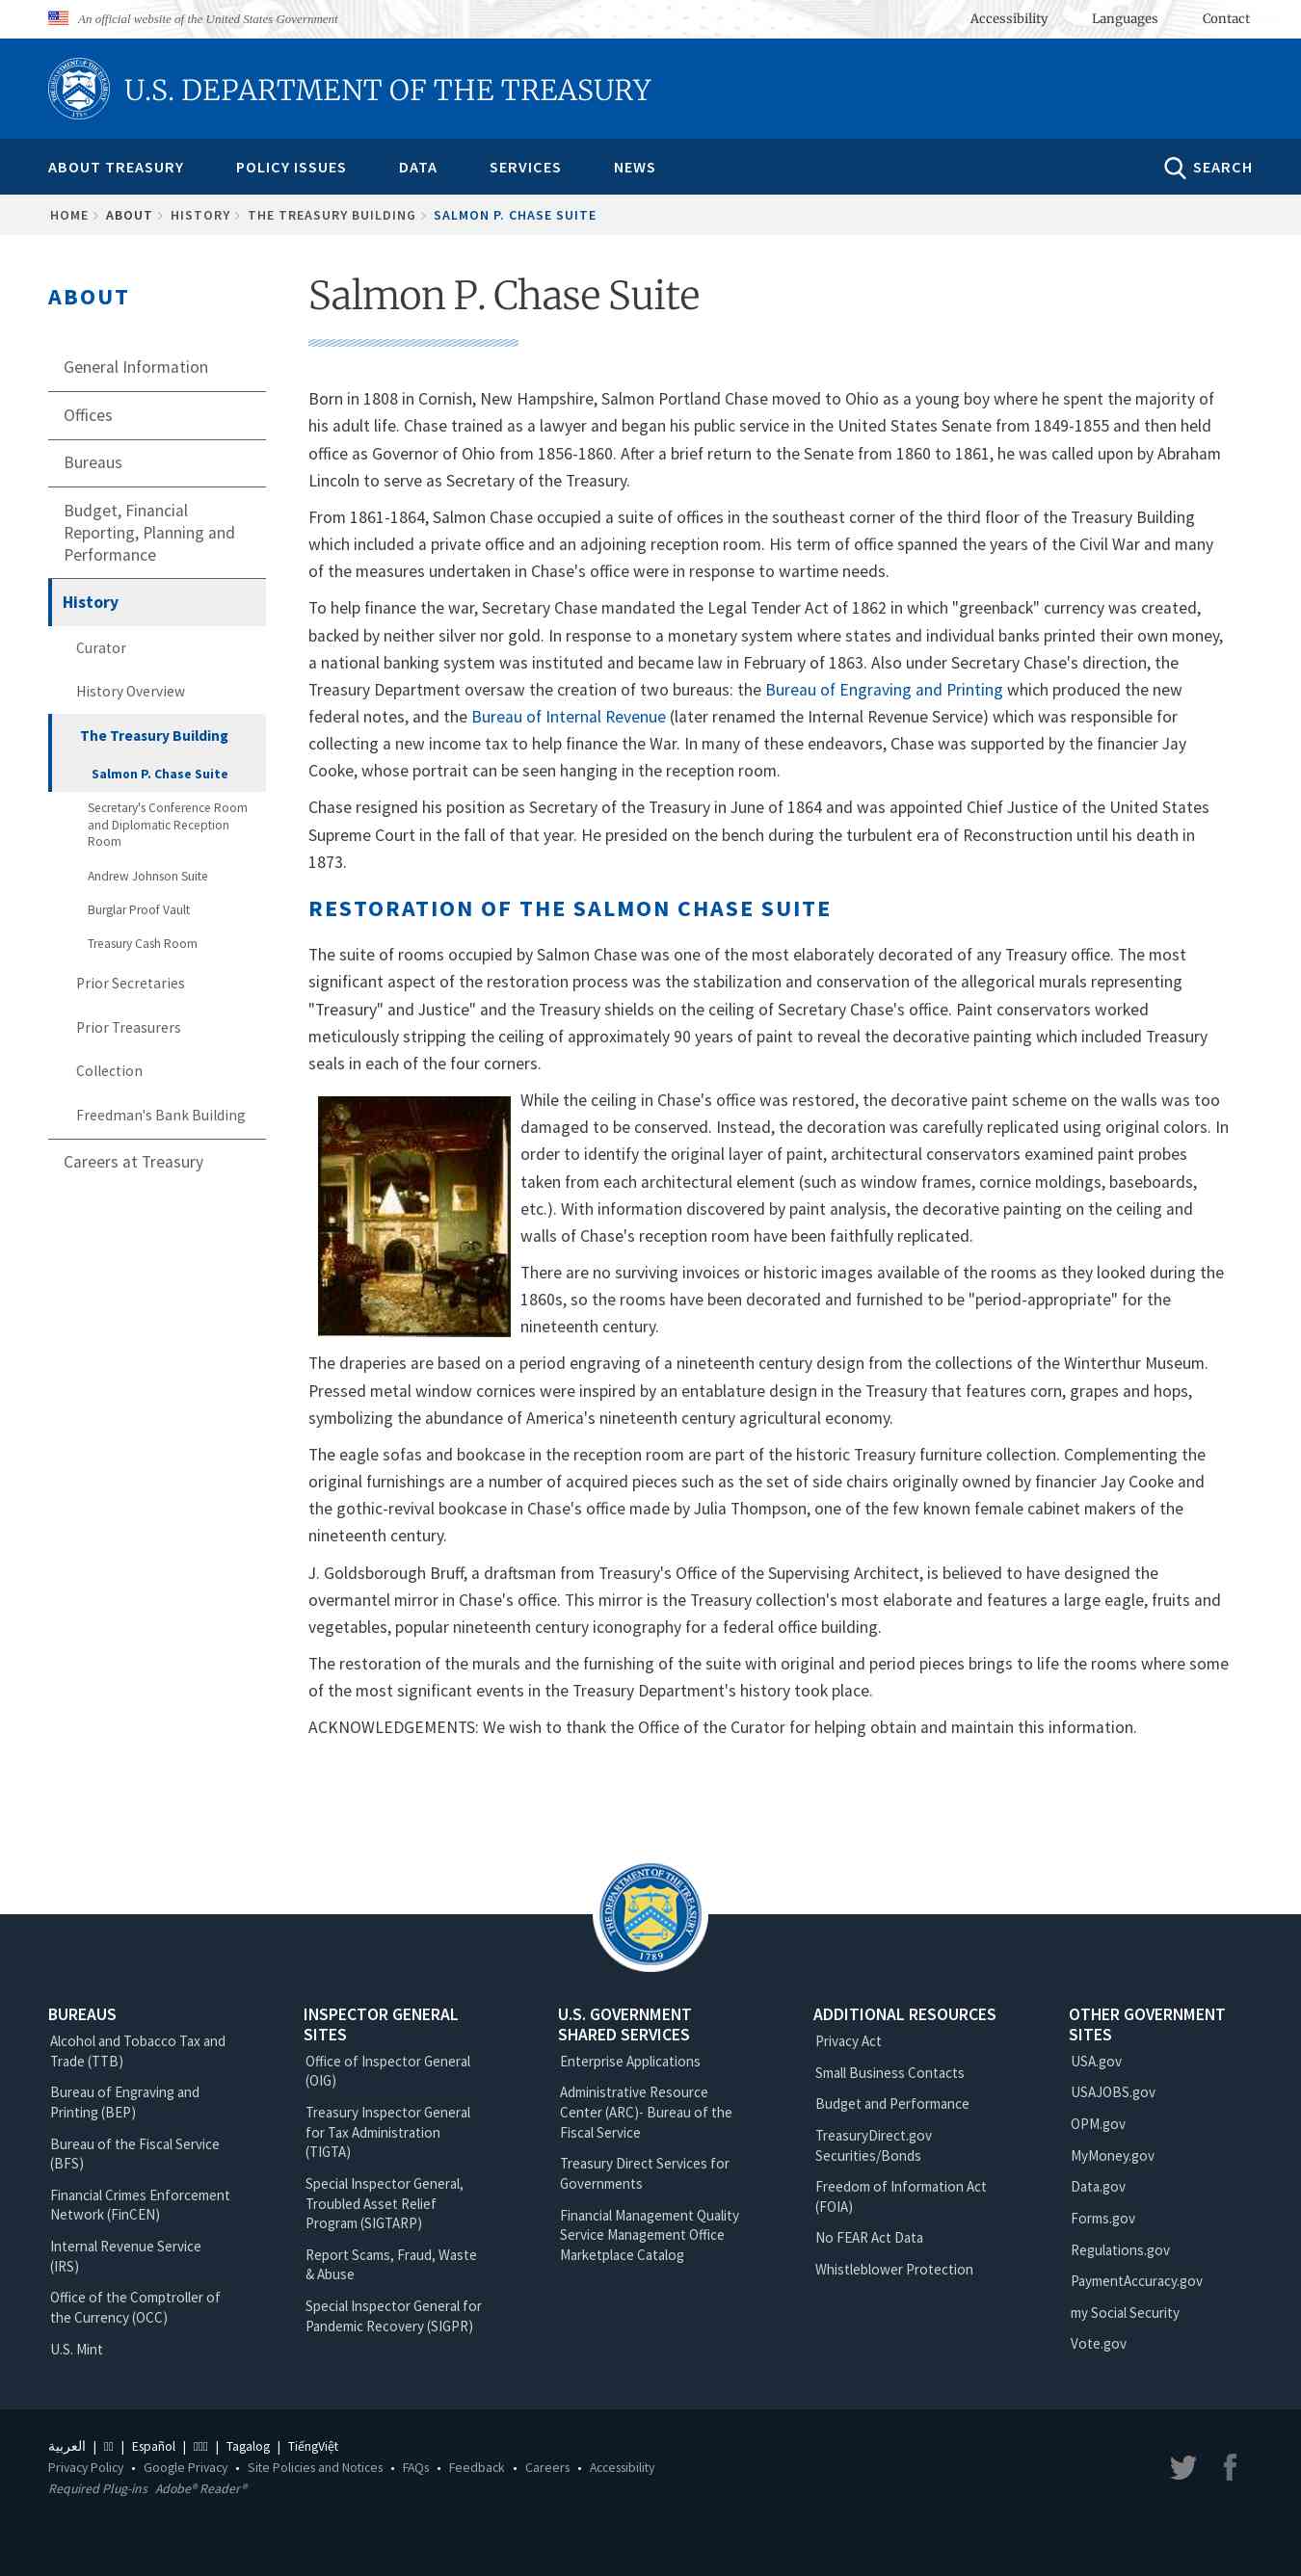 An official website of the United States Government
Accessibility
Languages
Contact
U.S. DEPARTMENT OF THE TREASURY
ABOUT TREASURY
POLICY ISSUES
DATA
SERVICES
NEWS
SEARCH
HOME
ABOUT
HISTORY
THE TREASURY BUILDING
SALMON P. CHASE SUITE
ABOUT
General Information
Offices
Bureaus
Budget, Financial
Reporting, Planning and
Performance
History
Curator
History Overview
The Treasury Building
Salmon P. Chase Suite
Secretary's Conference Room
and Diplomatic Reception
Room
Andrew Johnson Suite
Burglar Proof Vault
Treasury Cash Room
Prior Secretaries
Prior Treasurers
Collection
Freedman's Bank Building
Careers at Treasury
Salmon P. Chase Suite
Born in 1808 in Cornish, New Hampshire, Salmon Portland Chase moved to Ohio as a young boy where he spent the majority of
his adult life. Chase trained as a lawyer and began his public service in the United States Senate from 1849-1855 and then held
office as Governor of Ohio from 1856-1860. After a brief return to the Senate from 1860 to 1861, he was called upon by Abraham
Lincoln to serve as Secretary of the Treasury.
From 1861-1864, Salmon Chase occupied a suite of offices in the southeast corner of the third floor of the Treasury Building
which included a private office and an adjoining reception room. His term of office spanned the years of the Civil War and many
of the measures undertaken in Chase's office were in response to wartime needs.
To help finance the war, Secretary Chase mandated the Legal Tender Act of 1862 in which "greenback" currency was created,
backed by neither silver nor gold. In response to a monetary system where states and individual banks printed their own money,
a national banking system was instituted and became law in February of 1863. Also under Secretary Chase's direction, the
Treasury Department oversaw the creation of two bureaus: the Bureau of Engraving and Printing which produced the new
federal notes, and the Bureau of Internal Revenue (later renamed the Internal Revenue Service) which was responsible for
collecting a new income tax to help finance the War. In many of these endeavors, Chase was supported by the financier Jay
Cooke, whose portrait can be seen hanging in the reception room.
Chase resigned his position as Secretary of the Treasury in June of 1864 and was appointed Chief Justice of the United States
Supreme Court in the fall of that year. He presided on the bench during the turbulent era of Reconstruction until his death in
1873.
RESTORATION OF THE SALMON CHASE SUITE
The suite of rooms occupied by Salmon Chase was one of the most elaborately decorated of any Treasury office. The most
significant aspect of the restoration process was the stabilization and conservation of the allegorical murals representing
"Treasury" and Justice" and the Treasury shields on the ceiling of Secretary Chase's office. Paint conservators worked
meticulously stripping the ceiling of approximately 90 years of paint to reveal the decorative painting which included Treasury
seals in each of the four corners.
While the ceiling in Chase's office was restored, the decorative paint scheme on the walls was too
damaged to be conserved. Instead, the decoration was carefully replicated using original colors. In
order to identify the original layer of paint, architectural conservators examined paint probes
taken from each architectural element (such as window frames, cornice moldings, baseboards,
etc.). With information discovered by paint analysis, the decorative painting on the ceiling and
walls of Chase's reception room have been faithfully replicated.
There are no surviving invoices or historic images available of the rooms as they looked during the
1860s, so the rooms have been decorated and furnished to be "period-appropriate" for the
nineteenth century.
The draperies are based on a period engraving of a nineteenth century design from the collections of the Winterthur Museum.
Pressed metal window cornices were inspired by an entablature design in the Treasury that features corn, grapes and hops,
symbolizing the abundance of America's nineteenth century agricultural economy.
The eagle sofas and bookcase in the reception room are part of the historic Treasury furniture collection. Complementing the
original furnishings are a number of acquired pieces such as the set of side chairs originally owned by financier Jay Cooke and
the gothic-revival bookcase in Chase's office made by Julia Thompson, one of the few known female cabinet makers of the
nineteenth century.
J. Goldsborough Bruff, a draftsman from Treasury's Office of the Supervising Architect, is believed to have designed the
overmantel mirror in Chase's office. This mirror is the Treasury collection's most elaborate and features a large eagle, fruits and
vegetables, popular nineteenth century iconography for a federal office building.
The restoration of the murals and the furnishing of the suite with original and period pieces brings to life the rooms where some
of the most significant events in the Treasury Department's history took place.
ACKNOWLEDGEMENTS: We wish to thank the Office of the Curator for helping obtain and maintain this information.
THE DEPARTMENT OF THE TREASURY
1789
BUREAUS
Alcohol and Tobacco Tax and
Trade (TTB)
Bureau of Engraving and
Printing (BEP)
Bureau of the Fiscal Service
(BFS)
Financial Crimes Enforcement
Network (FinCEN)
Internal Revenue Service
(IRS)
Office of the Comptroller of
the Currency (OCC)
U.S. Mint
INSPECTOR GENERAL
SITES
Office of Inspector General
(OIG)
Treasury Inspector General
for Tax Administration
(TIGTA)
Special Inspector General,
Troubled Asset Relief
Program (SIGTARP)
Report Scams, Fraud, Waste
& Abuse
Special Inspector General for
Pandemic Recovery (SIGPR)
U.S. GOVERNMENT
SHARED SERVICES
Enterprise Applications
Administrative Resource
Center (ARC)- Bureau of the
Fiscal Service
Treasury Direct Services for
Governments
Financial Management Quality
Service Management Office
Marketplace Catalog
ADDITIONAL RESOURCES
Privacy Act
Small Business Contacts
Budget and Performance
TreasuryDirect.gov
Securities/Bonds
Freedom of Information Act
(FOIA)
No FEAR Act Data
Whistleblower Protection
OTHER GOVERNMENT
SITES
USA.gov
USAJOBS.gov
OPM.gov
MyMoney.gov
Data.gov
Forms.gov
Regulations.gov
PaymentAccuracy.gov
my Social Security
Vote.gov
العربية | | Español | | Tagalog | TiếngViệt
Privacy Policy • Google Privacy • Site Policies and Notices • FAQs • Feedback • Careers • Accessibility
Required Plug-ins Adobe® Reader®